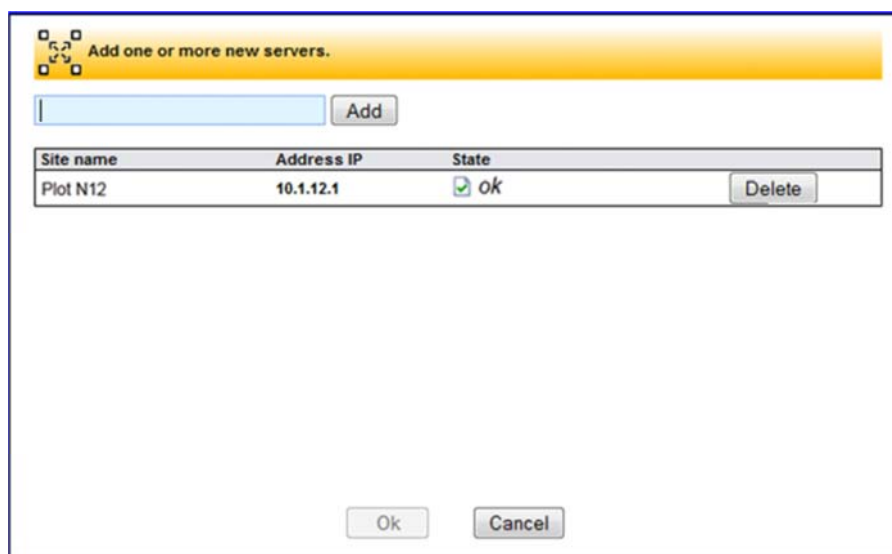 Add one or more new servers.
Add
Site name Address IP State
Plot N12 10.1.12.1 ok Delete
Ok Cancel